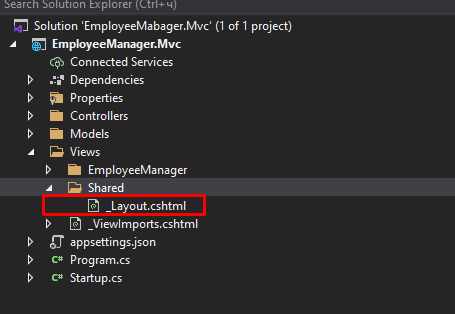 Search Solution Explorer (Ctrl+ч)
Solution 'EmployeeMabager.Mvc' (1 of 1 project)
EmployeeManager.Mvc
Connected Services
Dependencies
Properties
Controllers
Models
Views
EmployeeManager
Shared
_Layout.cshtml
_ViewImports.cshtml
appsettings.json
C# Program.cs
C# Startup.cs